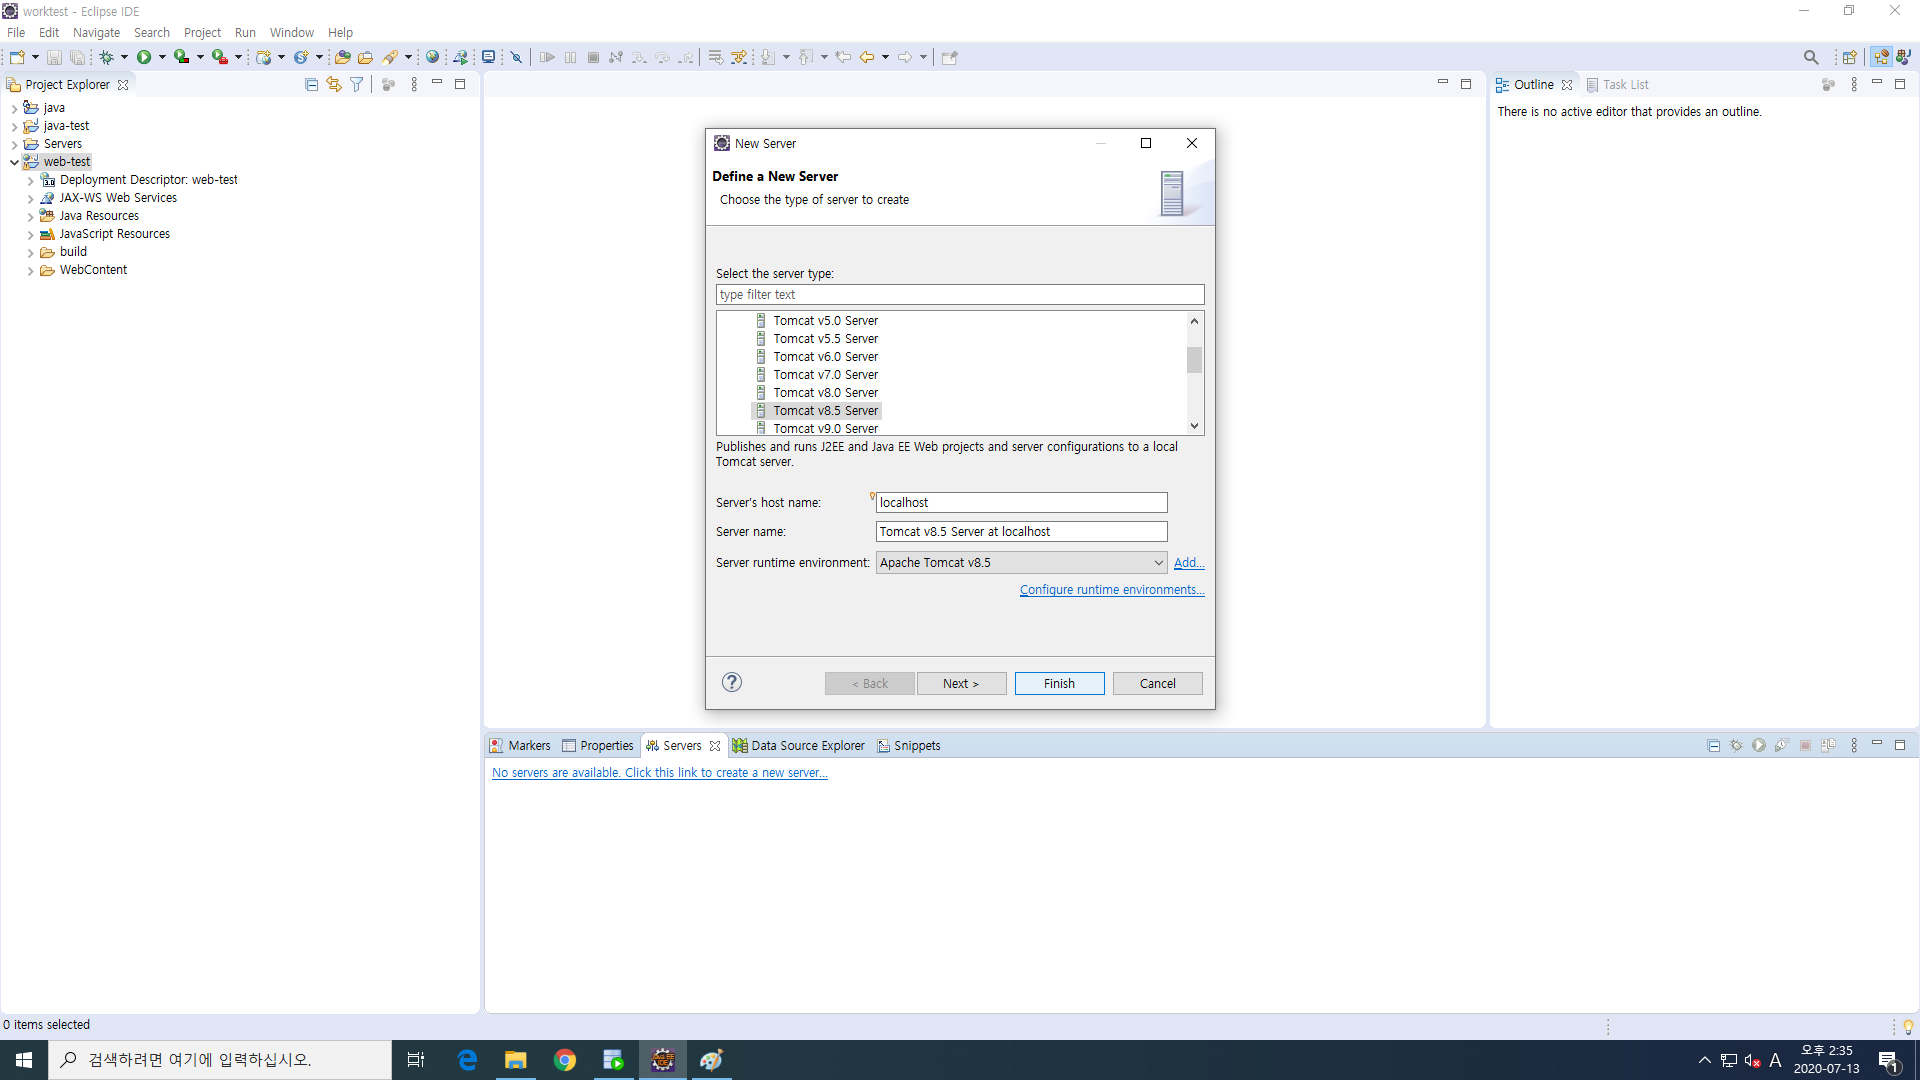 worktest - Eclipse IDE
File Edit Navigate Search Project Run Window Help
Project Explorer
java
java-test
Servers
web-test
Deployment Descriptor: web-test
JAX-WS Web Services
Java Resources
JavaScript Resources
build
WebContent
New Server
Define a New Server
Choose the type of server to create
Select the server type:
type filter text
Tomcat v5.0 Server
Tomcat v5.5 Server
Tomcat v6.0 Server
Tomcat v7.0 Server
Tomcat v8.0 Server
Tomcat v8.5 Server
Tomcat v9.0 Server
Publishes and runs J2EE and Java EE Web projects and server configurations to a local
Tomcat server.
Server's host name: localhost
Server name: Tomcat v8.5 Server at localhost
Server runtime environment: Apache Tomcat v8.5 Add...
Configure runtime environments...
< Back Next > Finish Cancel
Outline Task List
There is no active editor that provides an outline.
Markers Properties Servers Data Source Explorer Snippets
No servers are available. Click this link to create a new server...
0 items selected
검색하려면 여기에 입력하십시오.
A
오후 2:35
2020-07-13
1